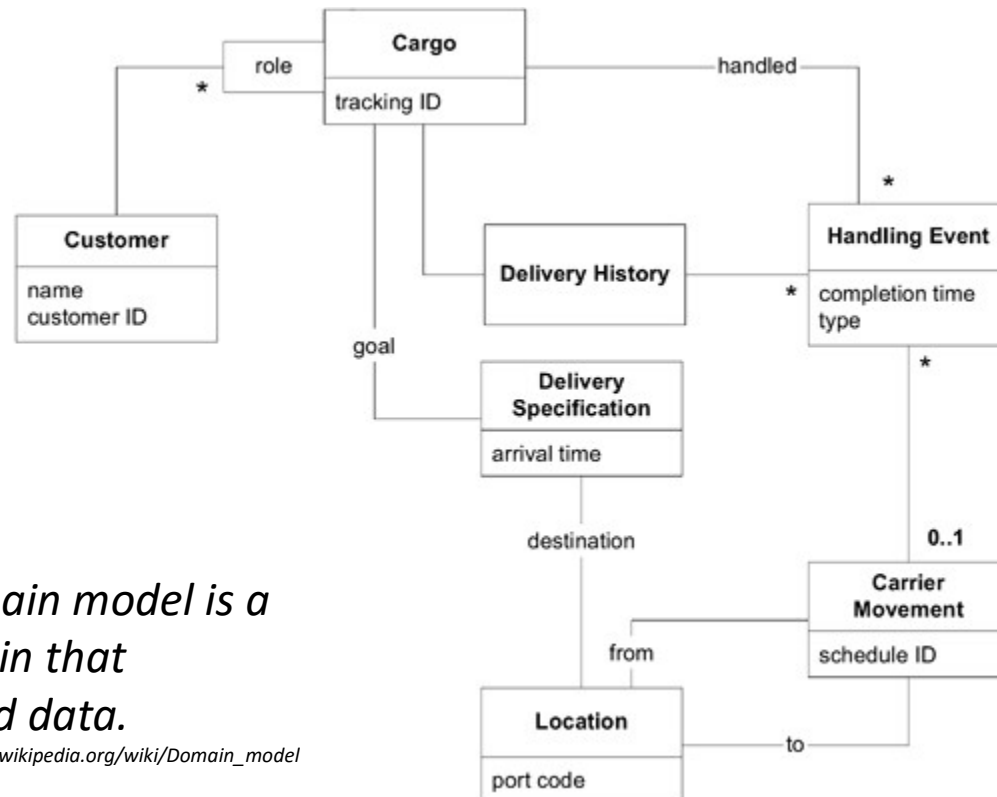 Cargo
role
handled
*
tracking ID
*
Customer
Handling Event
Delivery History
name
customer ID
*
completion time
type
goal
*
Delivery
Specification
arrival time
destination
0..1
Carrier
Movement
ain model is a
in that
schedule ID
from
d data.
Location
wikipedia.org/wiki/Domain_model
to
port code